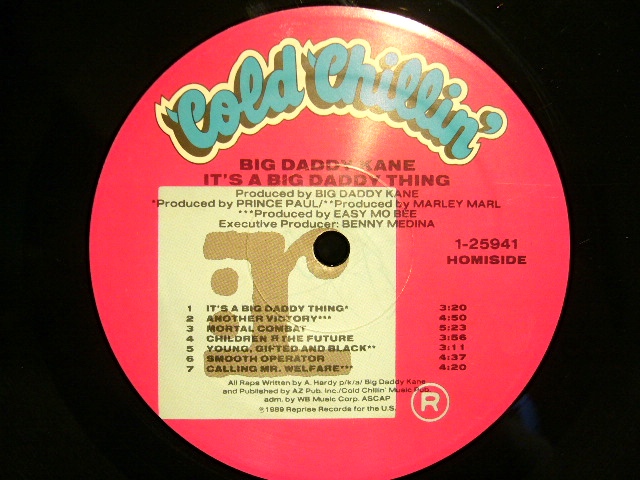 'Cold Chillin'
BIG DADDY KANE
IT'S A BIG DADDY THING
Produced by BIG DADDY KANE
*Produced by PRINCE PAUL/**Produced by MARLEY MARL
***Produced by EASY MO BEE
Executive Producer: BENNY MEDINA
1-25941
HOMISIDE
r
1 IT'S A BIG DADDY THING* 3:20
2 ANOTHER VICTORY*** 4:50
3 MORTAL COMBAT 5:23
4 CHILDREN R THE FUTURE 3:56
5 YOUNG, GIFTED AND BLACK** 3:11
6 SMOOTH OPERATOR 4:37
7 CALLING MR. WELFARE*** 4:20
All Raps Written by A. Hardy p/k/a/ Big Daddy Kane
and Published by AZ Pub. Inc./Cold Chillin' Music Pub.
adm. by WB Music Corp. ASCAP
℗1989 Reprise Records for the U.S.
R